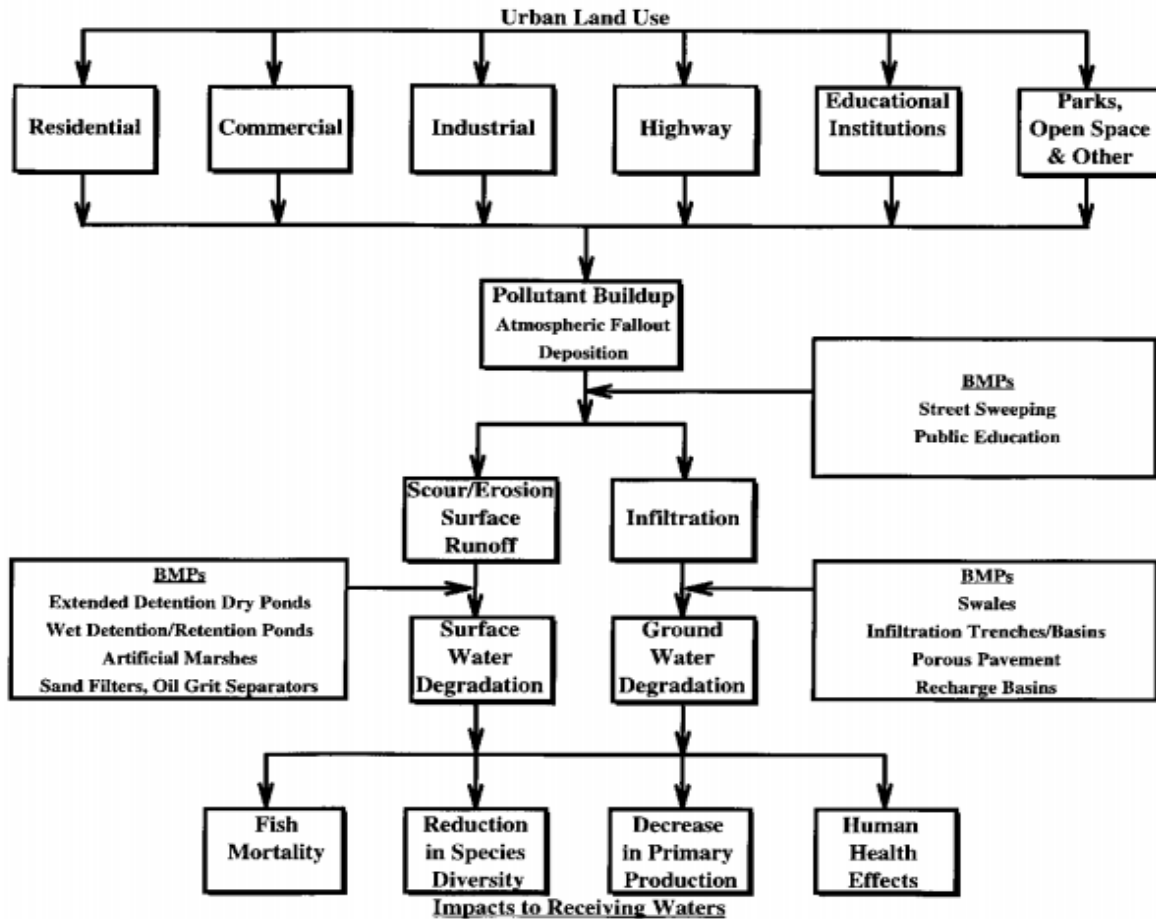 Urban Land Use
Residential
Commercial
Industrial
Highway
Educational
Institutions
Parks,
Open Space
& Other
Pollutant Buildup
Atmospheric Fallout
Deposition
BMPs
Street Sweeping
Public Education
Scour/Erosion
Surface
Runoff
Infiltration
BMPs
Extended Detention Dry Ponds
Wet Detention/Retention Ponds
Artificial Marshes
Sand Filters, Oil Grit Separators
Surface
Water
Degradation
Ground
Water
Degradation
BMPs
Swales
Infiltration Trenches/Basins
Porous Pavement
Recharge Basins
Fish
Mortality
Reduction
in Species
Diversity
Decrease
in Primary
Production
Human
Health
Effects
Impacts to Receiving Waters